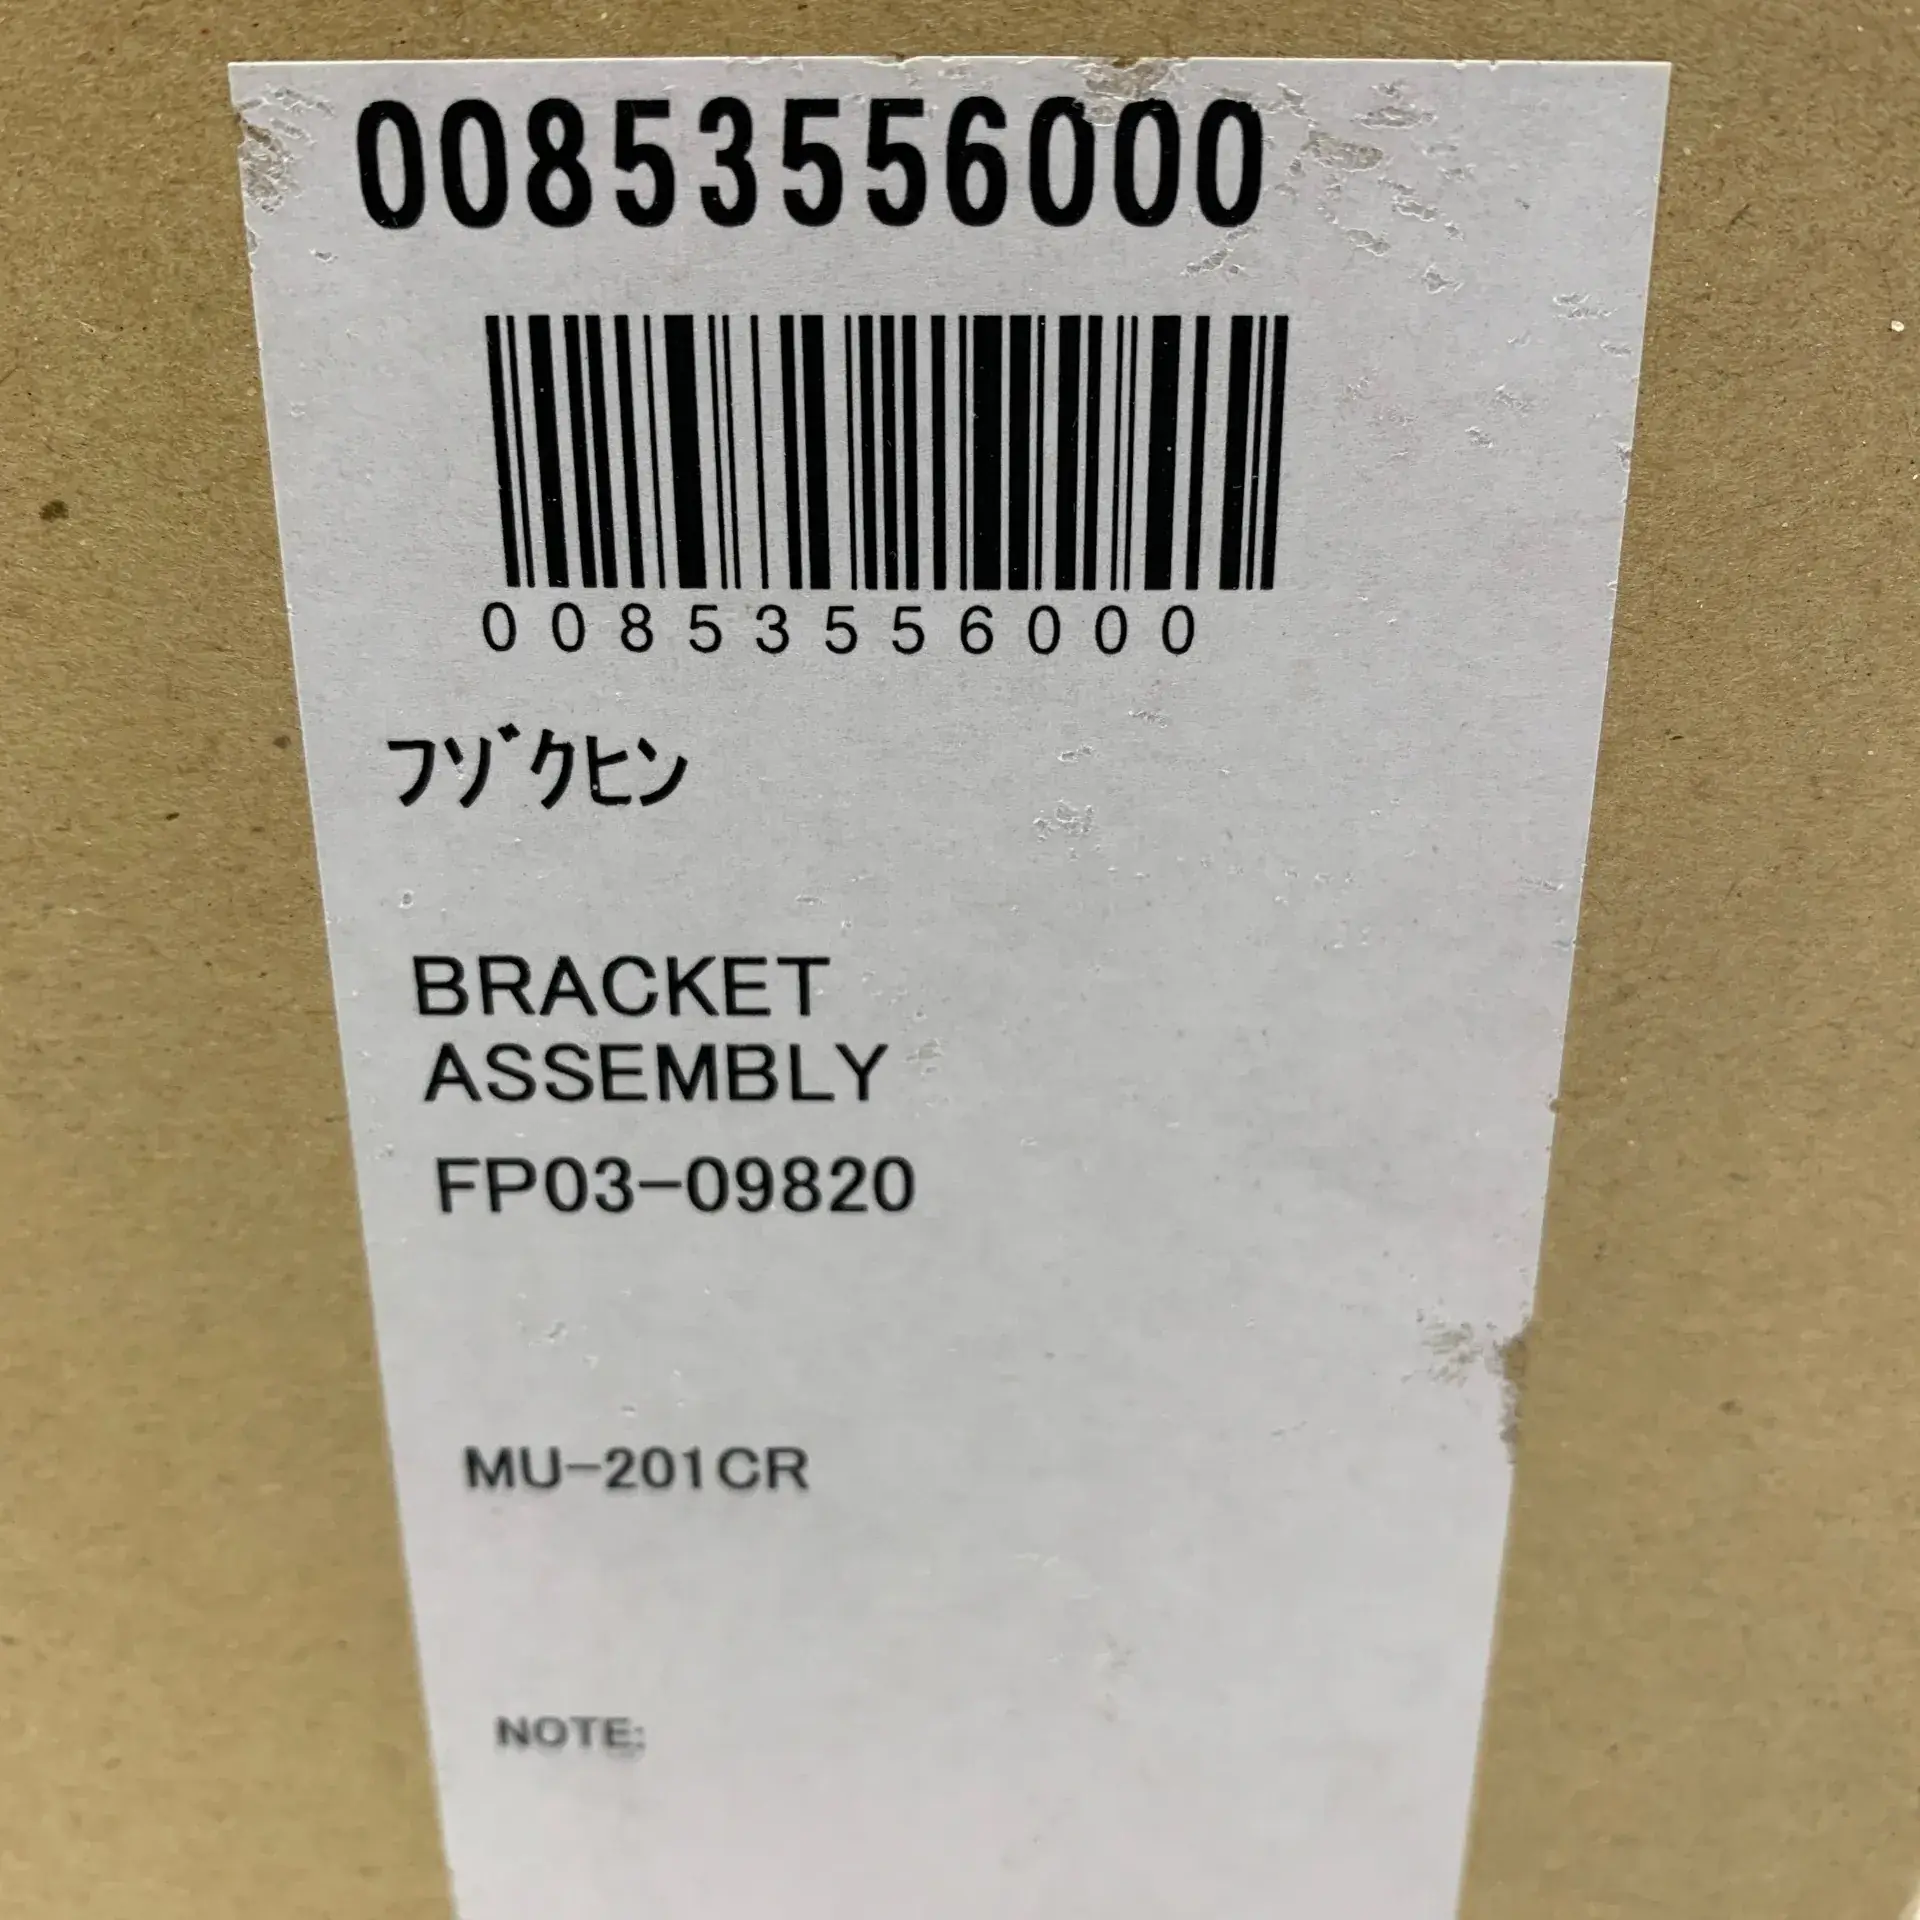 00853556000
00853556000
フゾクヒン
BRACKET
ASSEMBLY
FP03-09820
MU-201CR
NOTE: